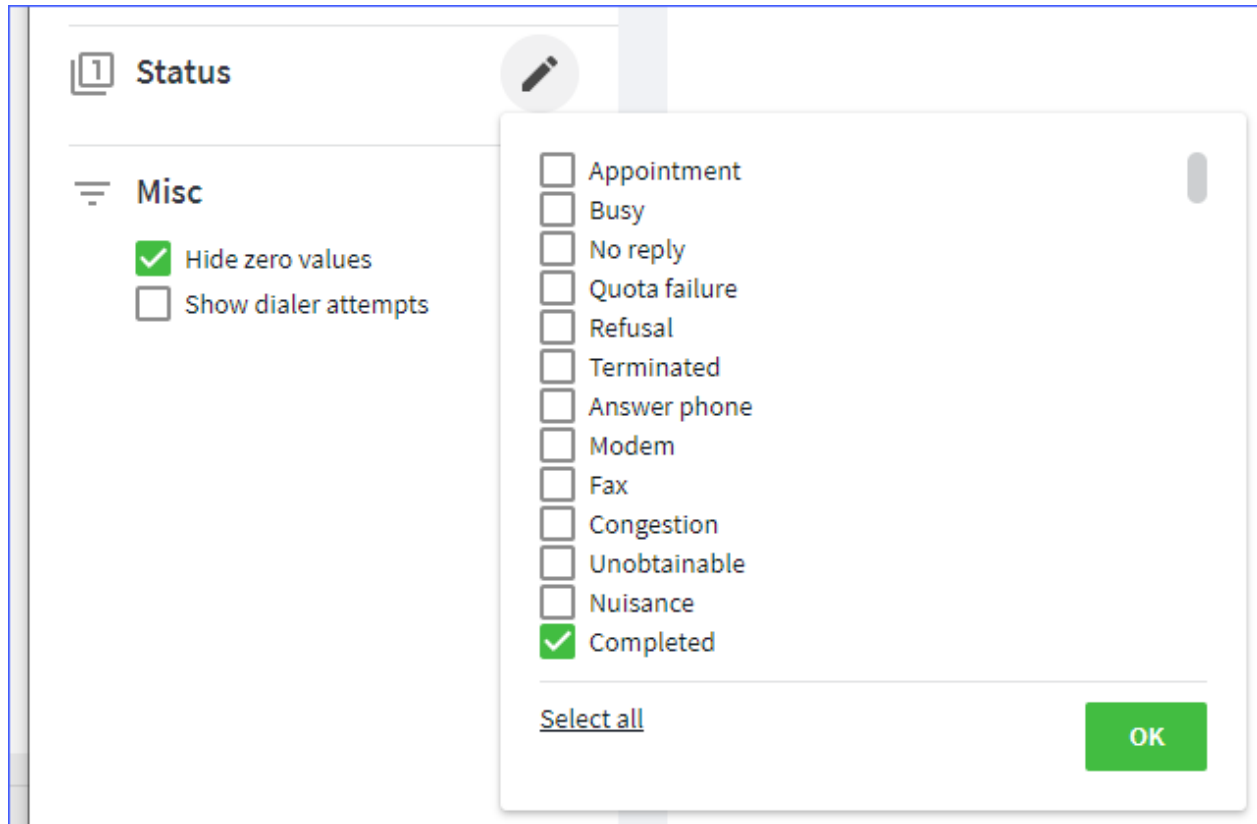 1 Status
Misc
Hide zero values
Show dialer attempts
Appointment
Busy
No reply
Quota failure
Refusal
Terminated
Answer phone
Modem
Fax
Congestion
Unobtainable
Nuisance
Completed
Select all
OK